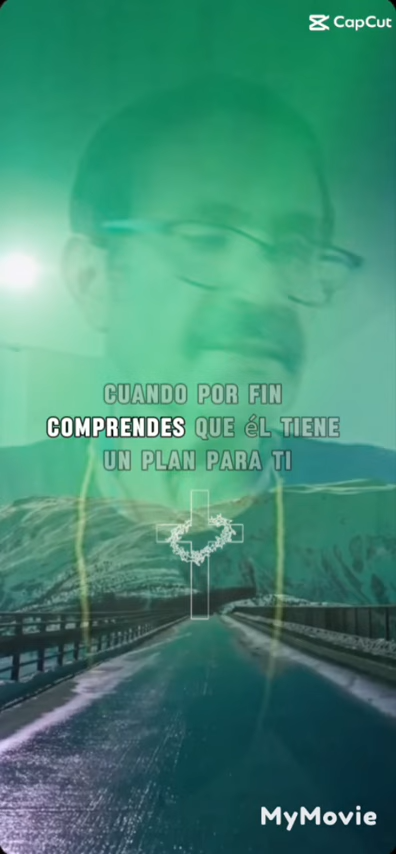 CapCut
CUANDO POR FIN
COMPRENDES QUE éL TIENE
UN PLAN PARA TI
MyMovie